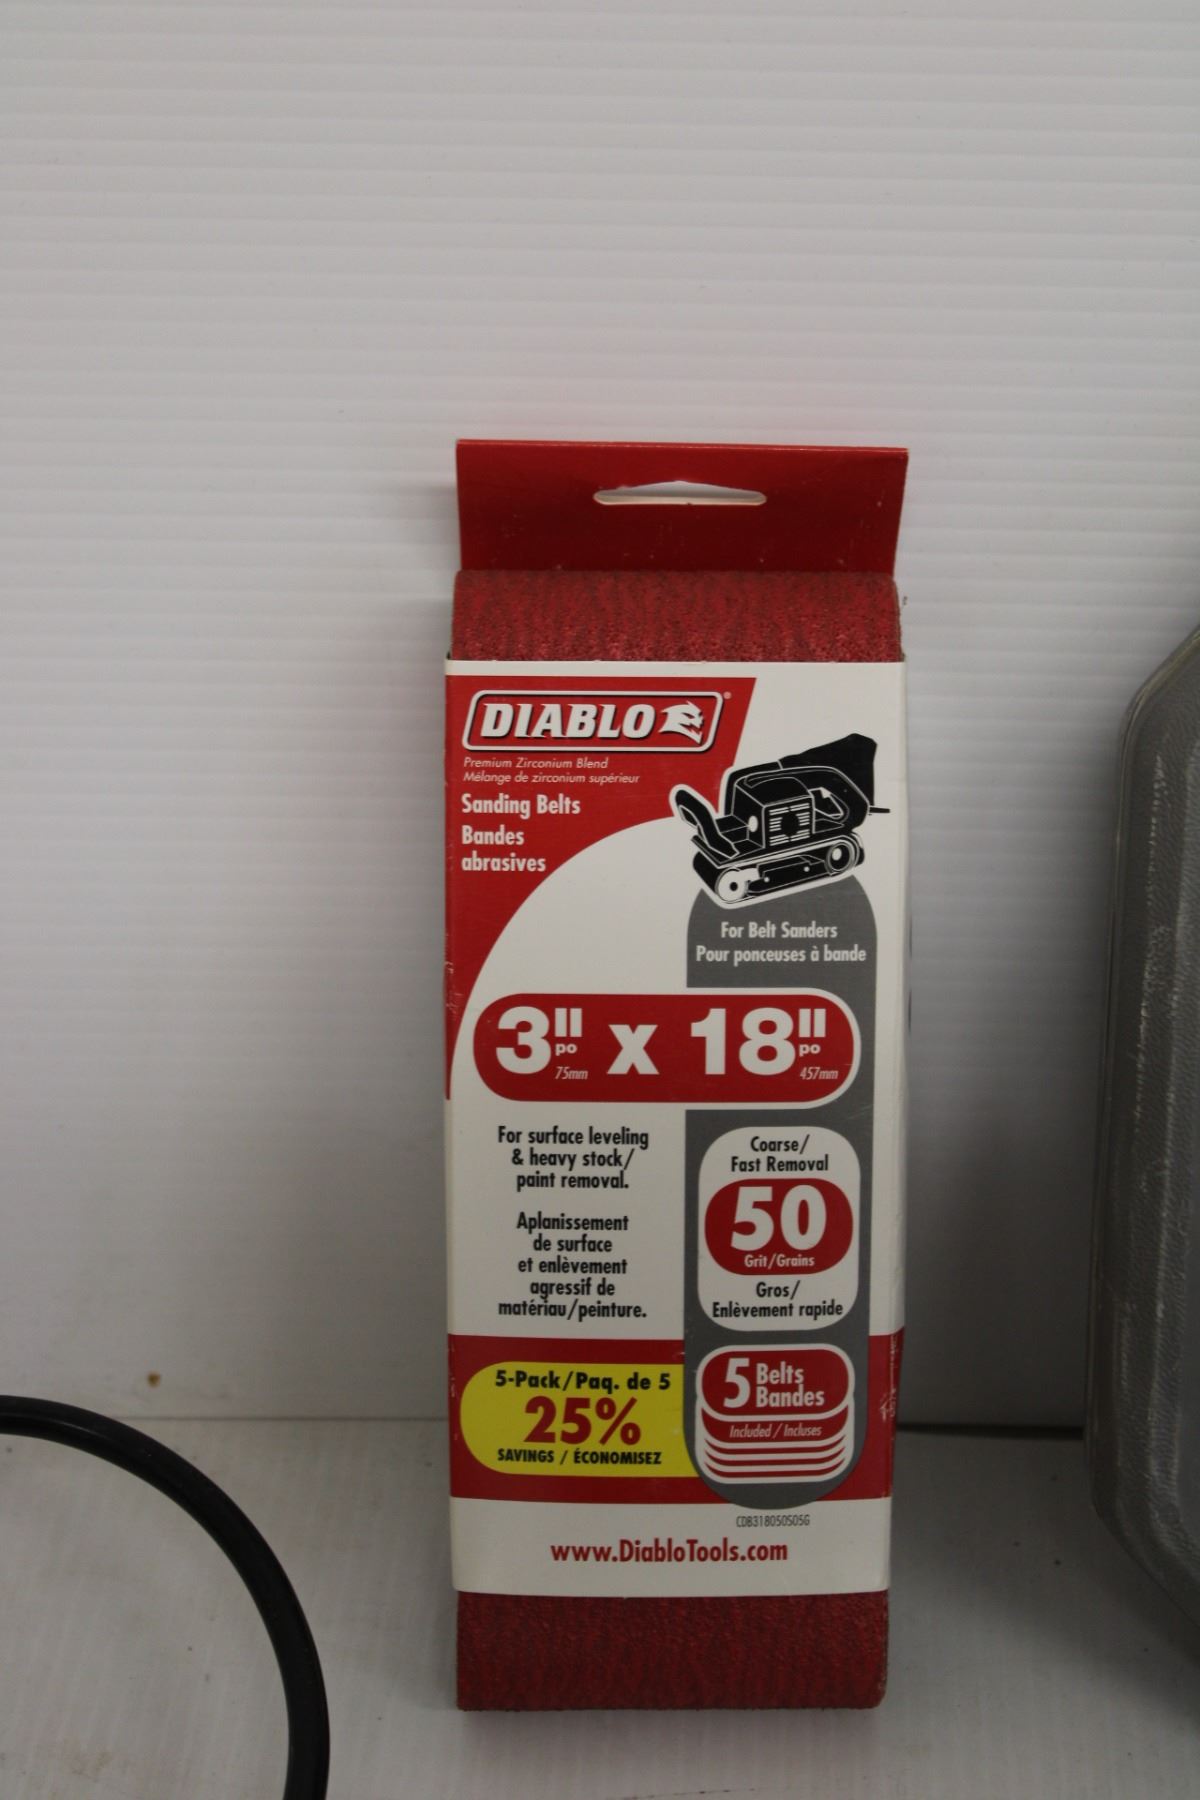 DIABLO®
Premium Zirconium Blend
Mélange de zirconium supérieur
Sanding Belts
Bandes
abrasives
For Belt Sanders
Pour ponceuses à bande
3" po 75mm x 18" po 457mm
For surface leveling
& heavy stock/
paint removal.
Aplanissement
de surface
et enlèvement
agressif de
matériau/peinture.
Coarse/
Fast Removal
50
Grit/Grains
Gros/
Enlèvement rapide
5-Pack/Paq. de 5
25%
SAVINGS / ÉCONOMISEZ
5 Belts
Bandes
Included / Incluses
CDB318050S05G
www.DiabloTools.com